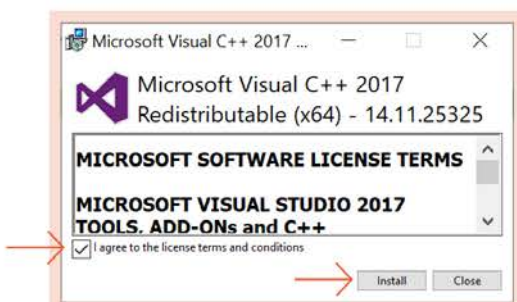 Microsoft Visual C++ 2017 ...
Microsoft Visual C++ 2017
Redistributable (x64) - 14.11.25325
MICROSOFT SOFTWARE LICENSE TERMS
MICROSOFT VISUAL STUDIO 2017
TOOLS, ADD-ONs and C++
I agree to the license terms and conditions
Install Close